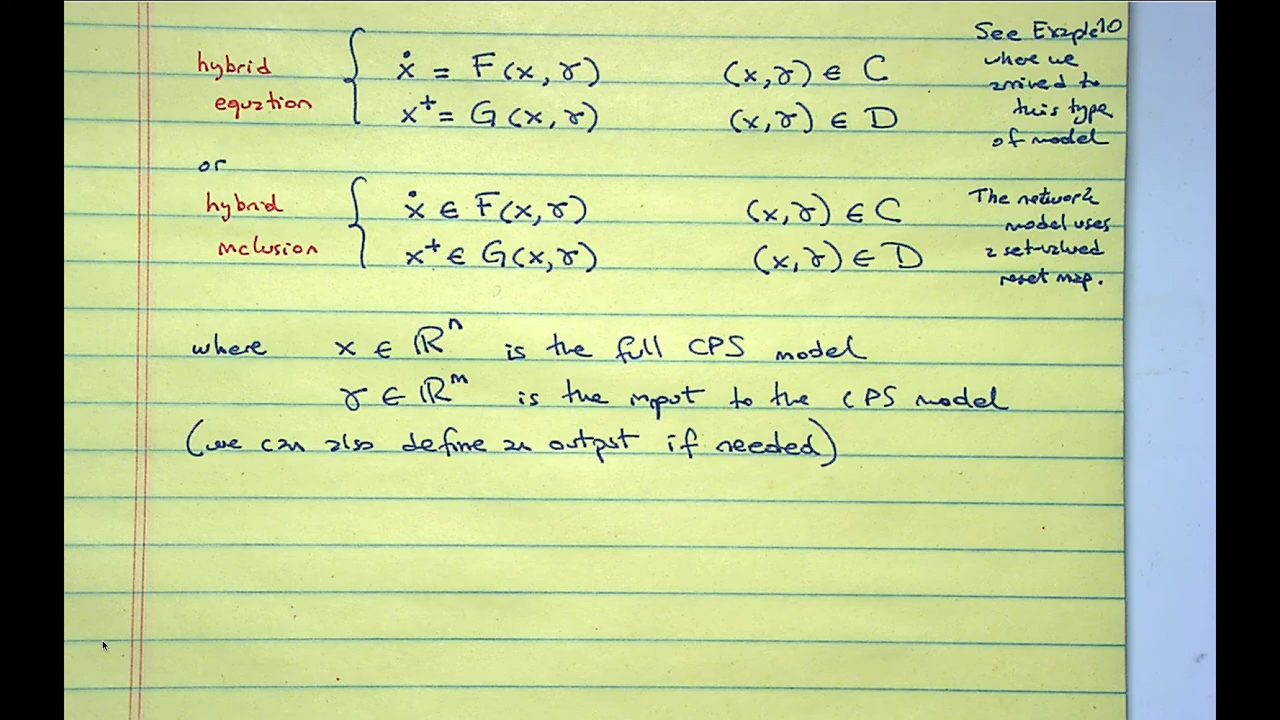 hybrid { ẋ = F(x, γ) (x,γ) ∈ C
equation x⁺ = G(x, γ) (x,γ) ∈ D
See Example 10
where we
arrived to
this type
of model
or
hybrid { ẋ ∈ F(x,γ) (x,γ) ∈ C
inclusion x⁺ ∈ G(x,γ) (x,γ) ∈ D
The network
model uses
a set-valued
reset map.
where x ∈ ℝⁿ is the full CPS model
γ ∈ ℝᵐ is the input to the CPS model
(we can also define an output if needed)